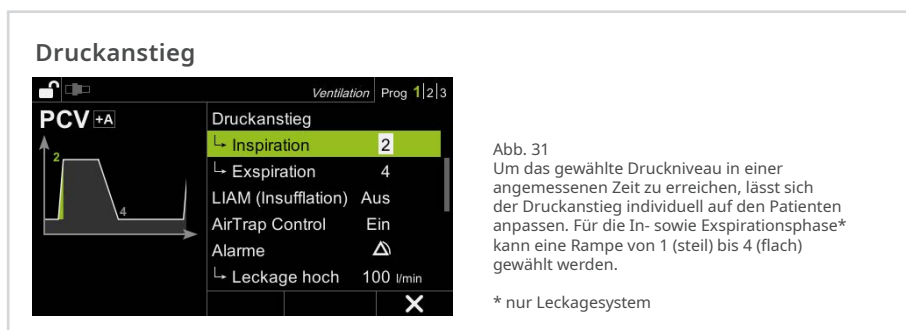 Druckanstieg
Ventilation Prog 1|2|3
PCV +A
2
4
Druckanstieg
↳ Inspiration 2
↳ Exspiration 4
LIAM (Insufflation) Aus
AirTrap Control Ein
Alarme
↳ Leckage hoch 100 l/min
Abb. 31
Um das gewählte Druckniveau in einer
angemessenen Zeit zu erreichen, lässt sich
der Druckanstieg individuell auf den Patienten
anpassen. Für die In- sowie Exspirationsphase*
kann eine Rampe von 1 (steil) bis 4 (flach)
gewählt werden.
* nur Leckagesystem